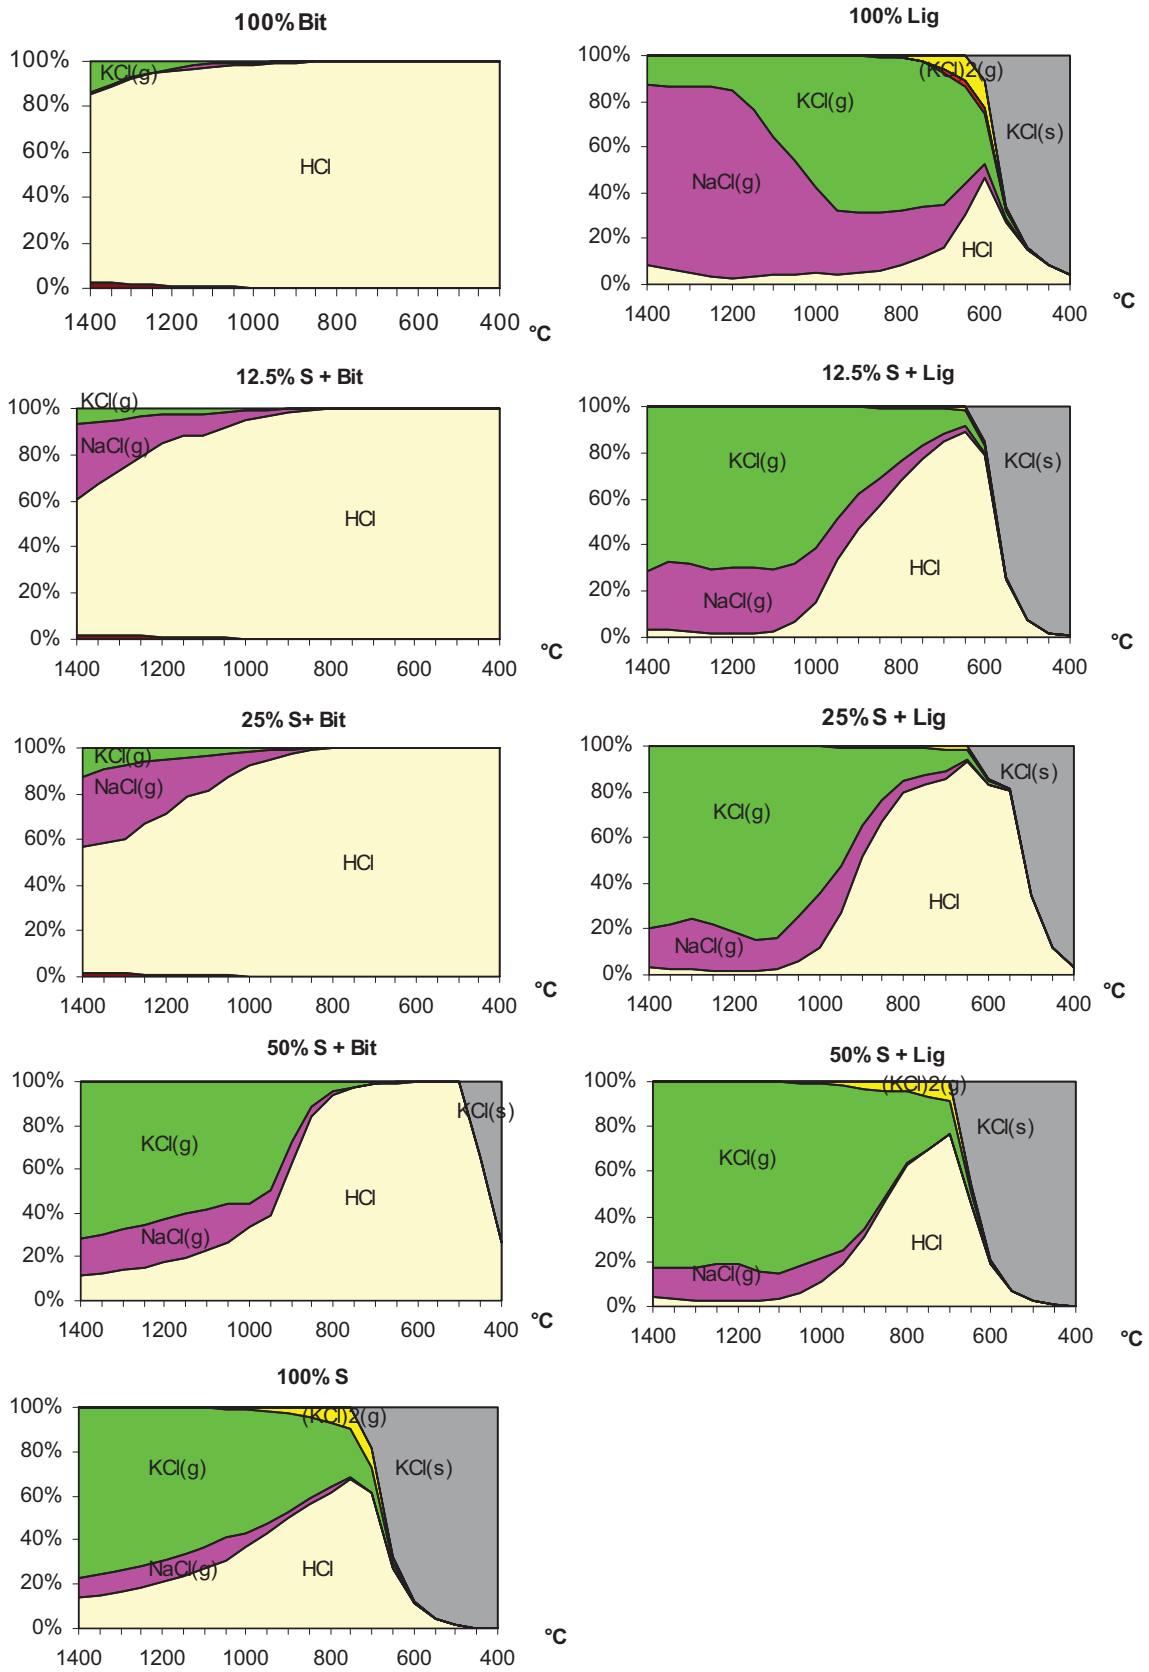 100% Bit
100%
80%
60%
40%
20%
0%
KCl(g)
HCl
1400 1200 1000 800 600 400 °C
100% Lig
100%
80%
60%
40%
20%
0%
(KCl)2(g)
KCl(g)
KCl(s)
NaCl(g)
HCl
1400 1200 1000 800 600 400 °C
12.5% S + Bit
100%
80%
60%
40%
20%
0%
KCl(g)
NaCl(g)
HCl
1400 1200 1000 800 600 400 °C
12.5% S + Lig
100%
80%
60%
40%
20%
0%
KCl(g)
KCl(s)
HCl
NaCl(g)
1400 1200 1000 800 600 400 °C
25% S+ Bit
100%
80%
60%
40%
20%
0%
KCl(g)
NaCl(g)
HCl
1400 1200 1000 800 600 400 °C
25% S + Lig
100%
80%
60%
40%
20%
0%
KCl(s)
KCl(g)
HCl
NaCl(g)
1400 1200 1000 800 600 400 °C
50% S + Bit
100%
80%
60%
40%
20%
0%
KCl(s)
KCl(g)
HCl
NaCl(g)
1400 1200 1000 800 600 400
50% S + Lig
100%
80%
60%
40%
20%
0%
(KCl)2(g)
KCl(s)
KCl(g)
HCl
NaCl(g)
1400 1200 1000 800 600 400 °C
100% S
100%
80%
60%
40%
20%
0%
(KCl)2(g)
KCl(g)
KCl(s)
NaCl(g)
HCl
1400 1200 1000 800 600 400 °C